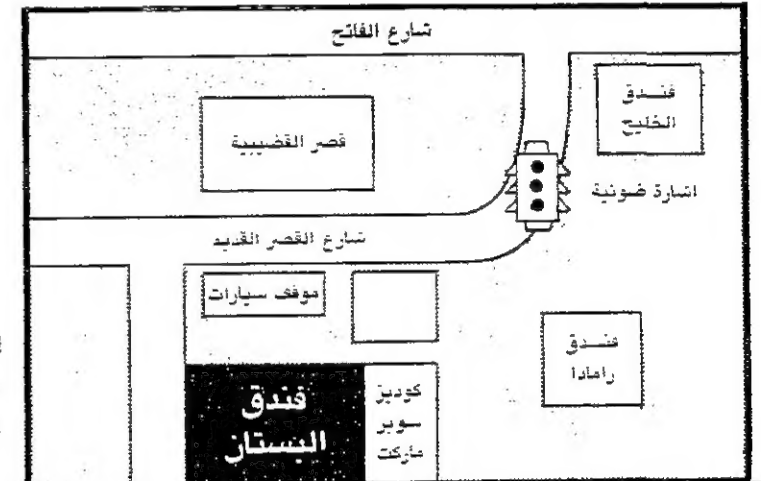 شارع الفاتح
فندق
الخليج
قصر القضيبية
اشارة ضوئية
شارع القصر القديم
موقف سيارات
فندق
رامادا
فندق
البستان
كوديز
سوبر
ماركت